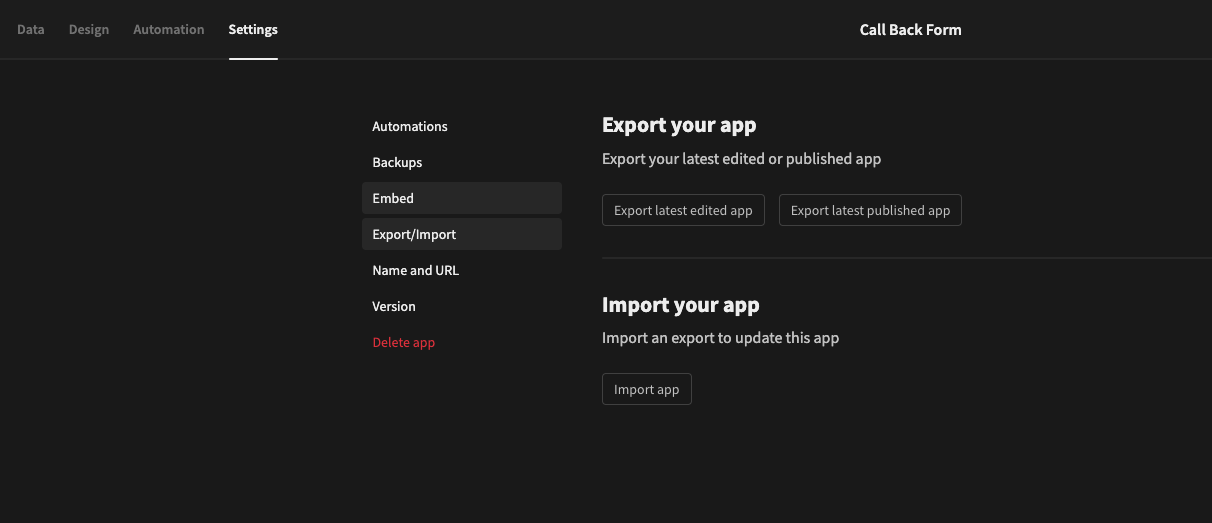 Data Design Automation Settings Call Back Form
Automations
Backups
Embed
Export/Import
Name and URL
Version
Delete app
Export your app
Export your latest edited or published app
Export latest edited app Export latest published app
Import your app
Import an export to update this app
Import app